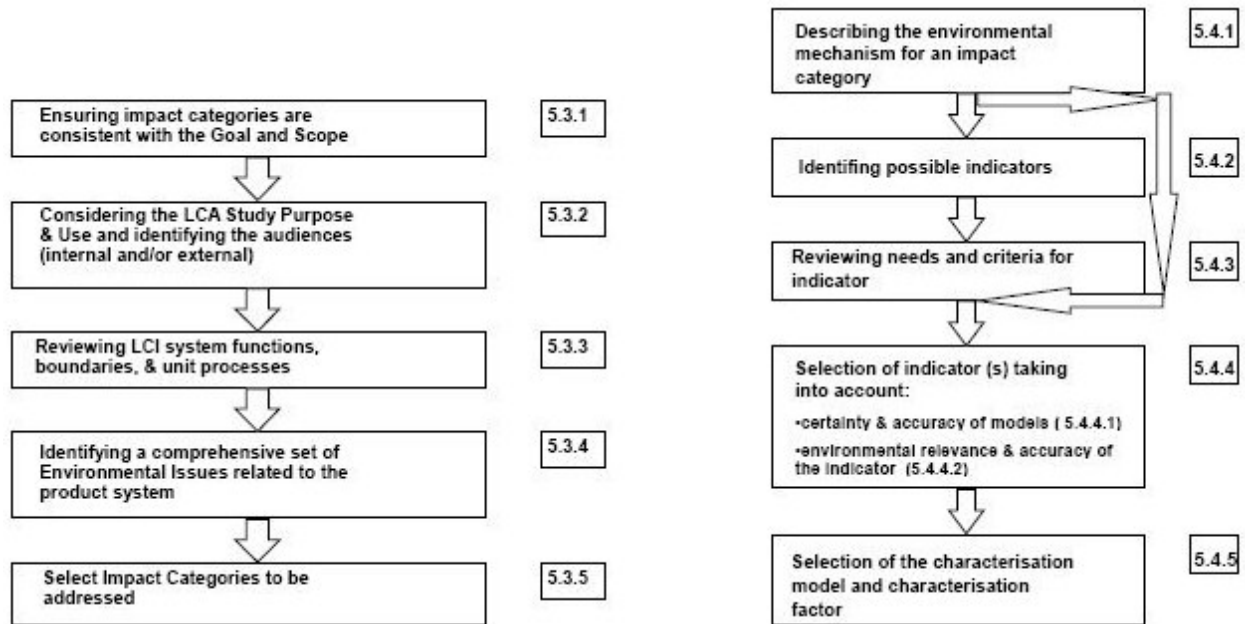 Ensuring impact categories are
consistent with the Goal and Scope
5.3.1
Considering the LCA Study Purpose
& Use and identifying the audiences
(internal and/or external)
5.3.2
Reviewing LCI system functions,
boundaries, & unit processes
5.3.3
Identifying a comprehensive set of
Environmental Issues related to the
product system
5.3.4
Select Impact Categories to be
addressed
5.3.5
Describing the environmental
mechanism for an impact
category
5.4.1
Identifing possible indicators
5.4.2
Reviewing needs and criteria for
indicator
5.4.3
Selection of indicator (s) taking
into account:
•certainty & accuracy of models ( 5.4.4.1)
•environmental relevance & accuracy of
the indicator (5.4.4.2)
5.4.4
Selection of the characterisation
model and characterisation
factor
5.4.5